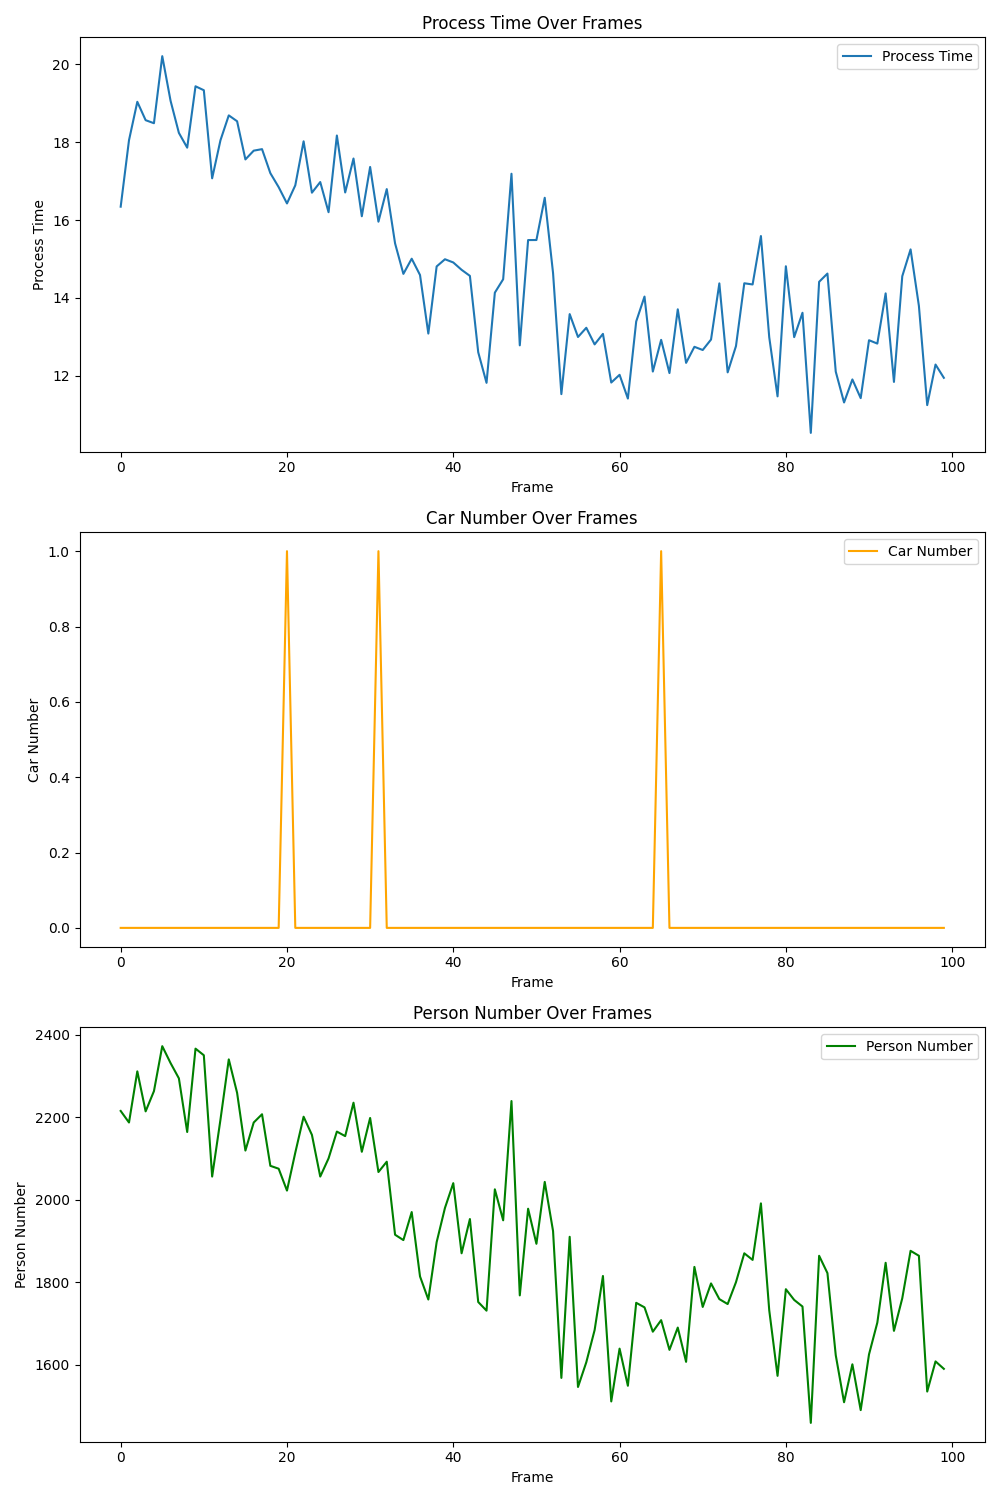 Process Time Over Frames
Process Time
20
18
16
14
12
Process Time
0 20 40 60 80 100
Frame
Car Number Over Frames
Car Number
1.0
0.8
0.6
0.4
0.2
0.0
Car Number
0 20 40 60 80 100
Frame
Person Number Over Frames
Person Number
2400
2200
2000
1800
1600
Person Number
0 20 40 60 80 100
Frame